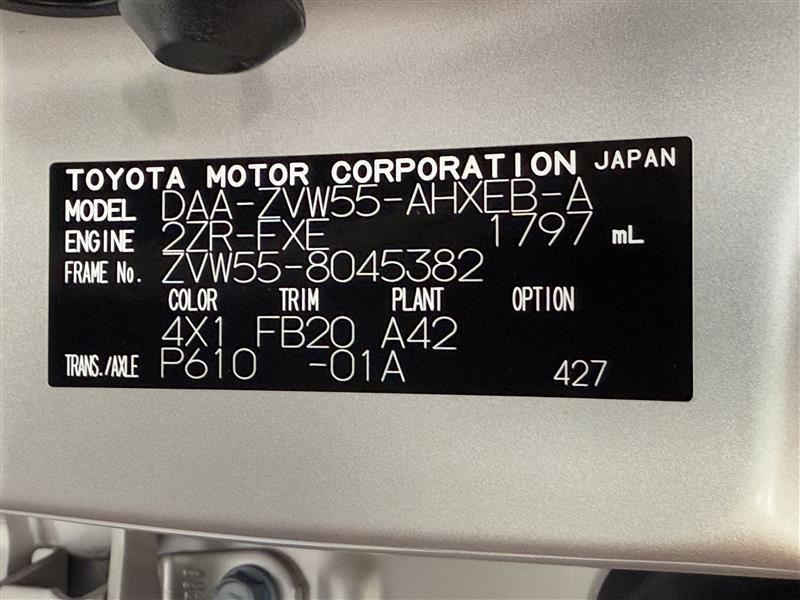 TOYOTA MOTOR CORPORATION JAPAN
MODEL DAA-ZVW55-AHXEB-A
ENGINE 2ZR-FXE 1797 mL
FRAME No. ZVW55-8045382
COLOR TRIM PLANT OPTION
4X1 FB20 A42
TRANS./AXLE P610 -01A 427